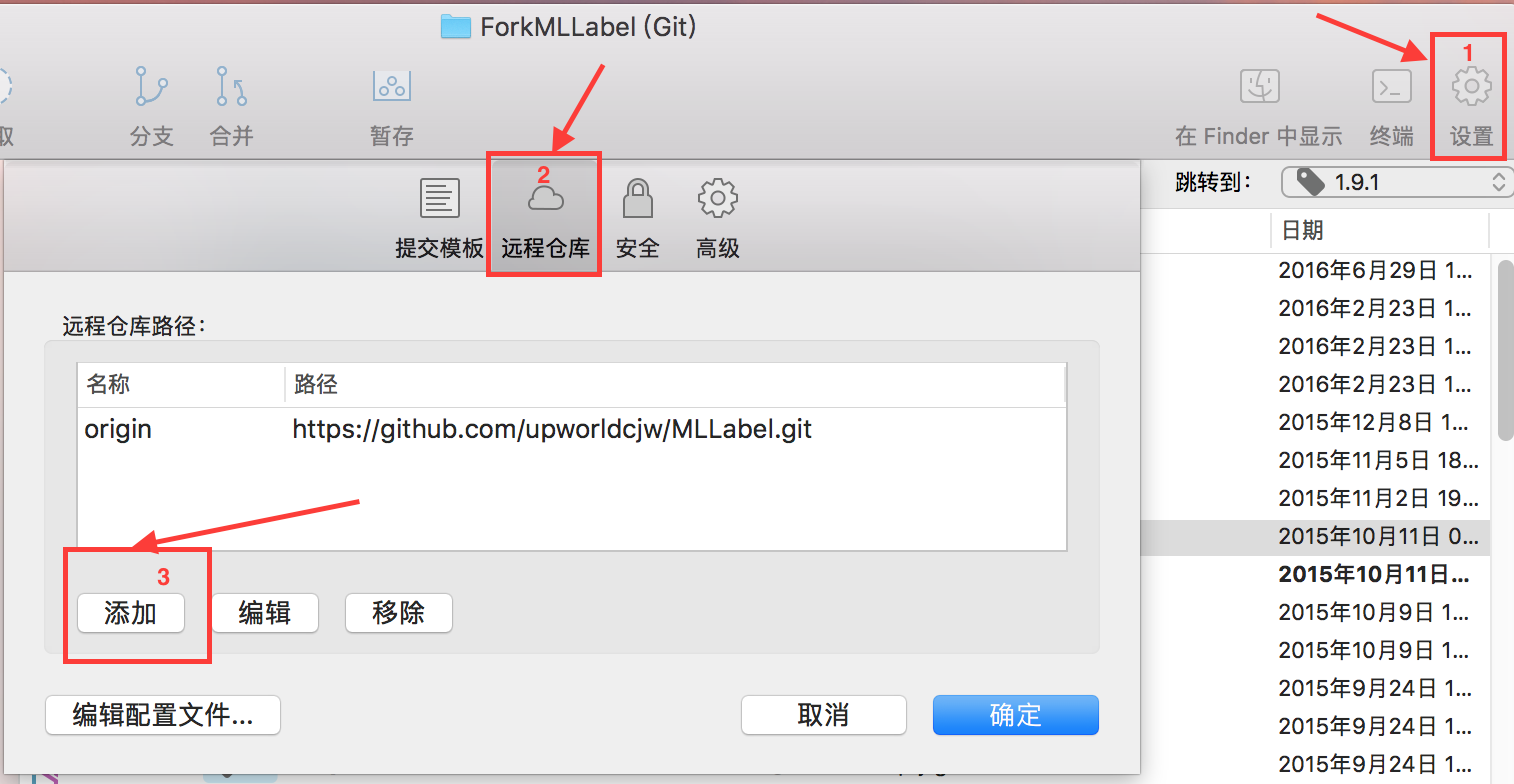 ForkMLLabel (Git)
1
取 分支 合并 暂存 在 Finder 中显示 终端 设置
跳转到： 1.9.1
2
提交模板 远程仓库 安全 高级
日期
2016年6月29日 1...
2016年2月23日 1...
2016年2月23日 1...
2016年2月23日 1...
2015年12月8日 1...
2015年11月5日 18...
2015年11月2日 19...
2015年10月11日 0...
2015年10月11日...
2015年10月9日 1...
2015年10月9日 1...
2015年9月24日 1...
2015年9月24日 1...
2015年9月24日 1...
远程仓库路径：
名称 路径
origin https://github.com/upworldcjw/MLLabel.git
3
添加 编辑 移除
编辑配置文件... 取消 确定